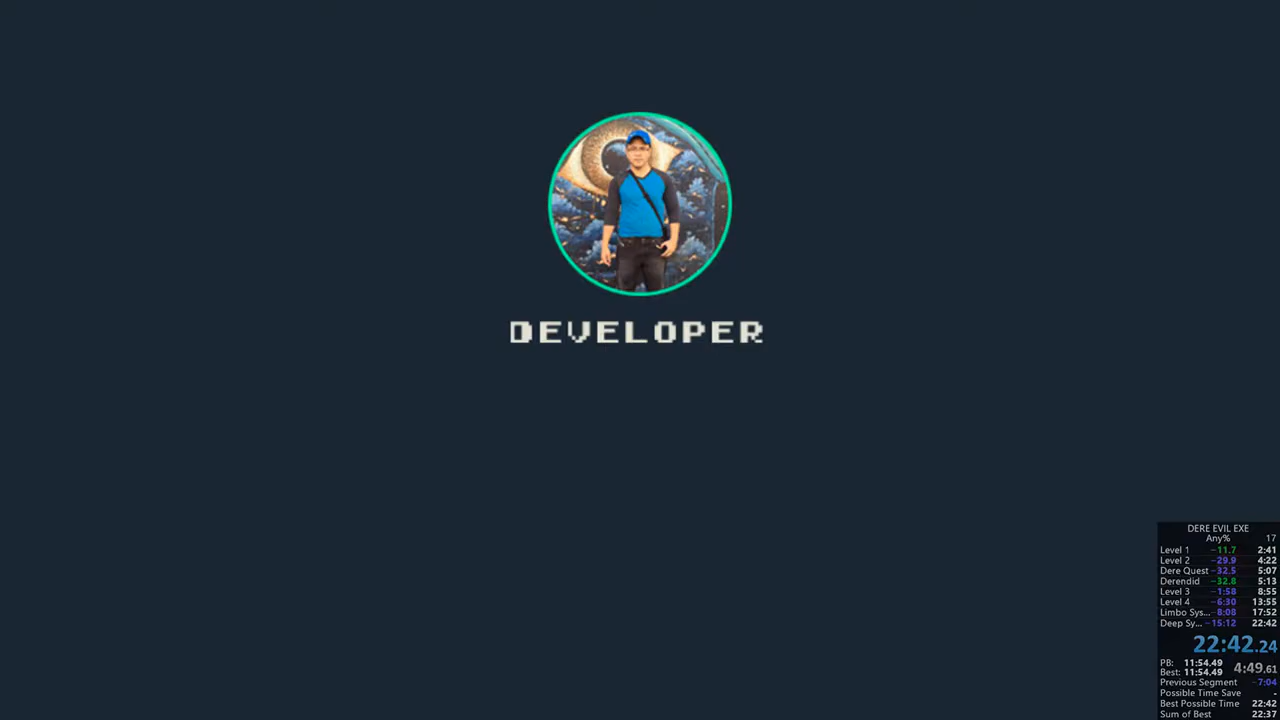 DEVELOPER
DERE EVIL EXE
Any% 17
Level 1 -11.7 2:41
Level 2 -29.9 4:22
Dere Quest -32.5 5:07
Derendid -32.8 5:13
Level 3 -1:58 8:55
Level 4 -6:30 13:55
Limbo Sys... -8:08 17:52
Deep Sy... -15:12 22:42
22:42.24
PB: 11:54.49 4:49.61
Best: 11:54.49
Previous Segment -7:04
Possible Time Save -
Best Possible Time 22:42
Sum of Best 22:37